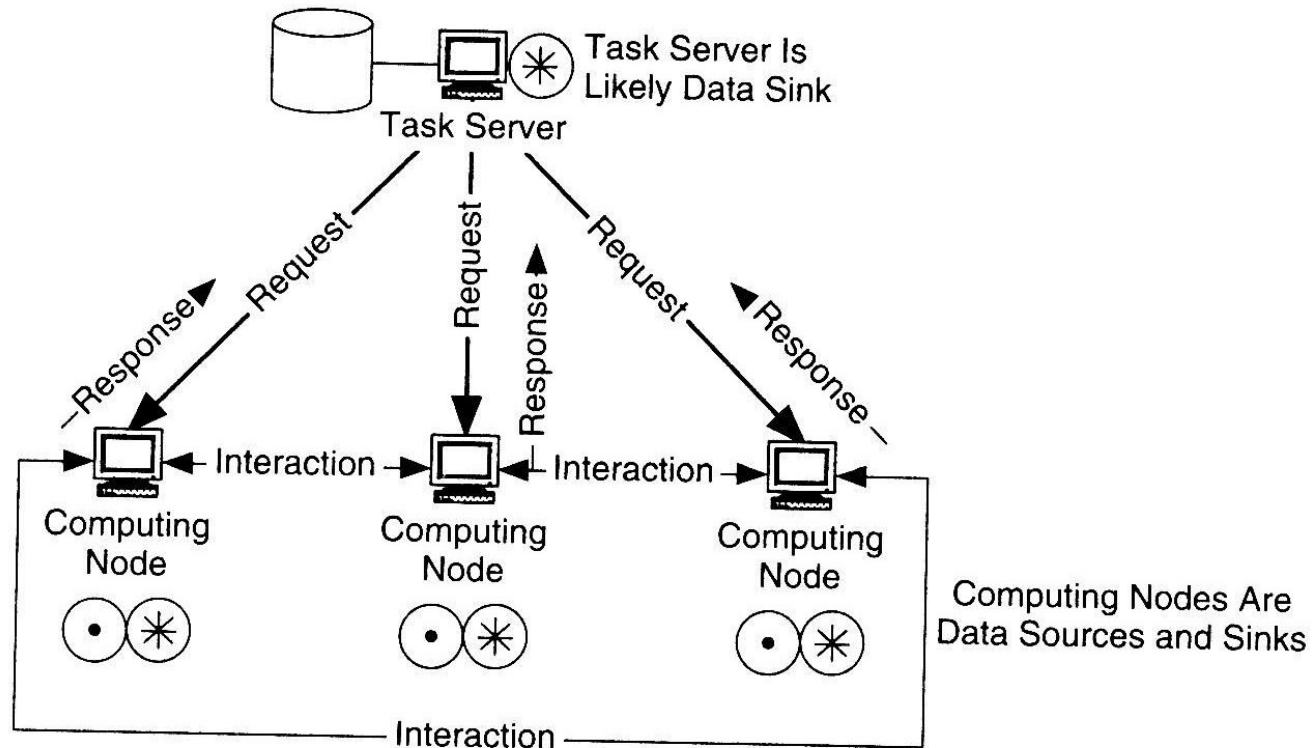 Task Server Is
Likely Data Sink
Task Server
Request
Request
Request
Response
Response
Response
Interaction
Interaction
Computing
Node
Computing
Node
Computing
Node
Computing Nodes Are
Data Sources and Sinks
Interaction